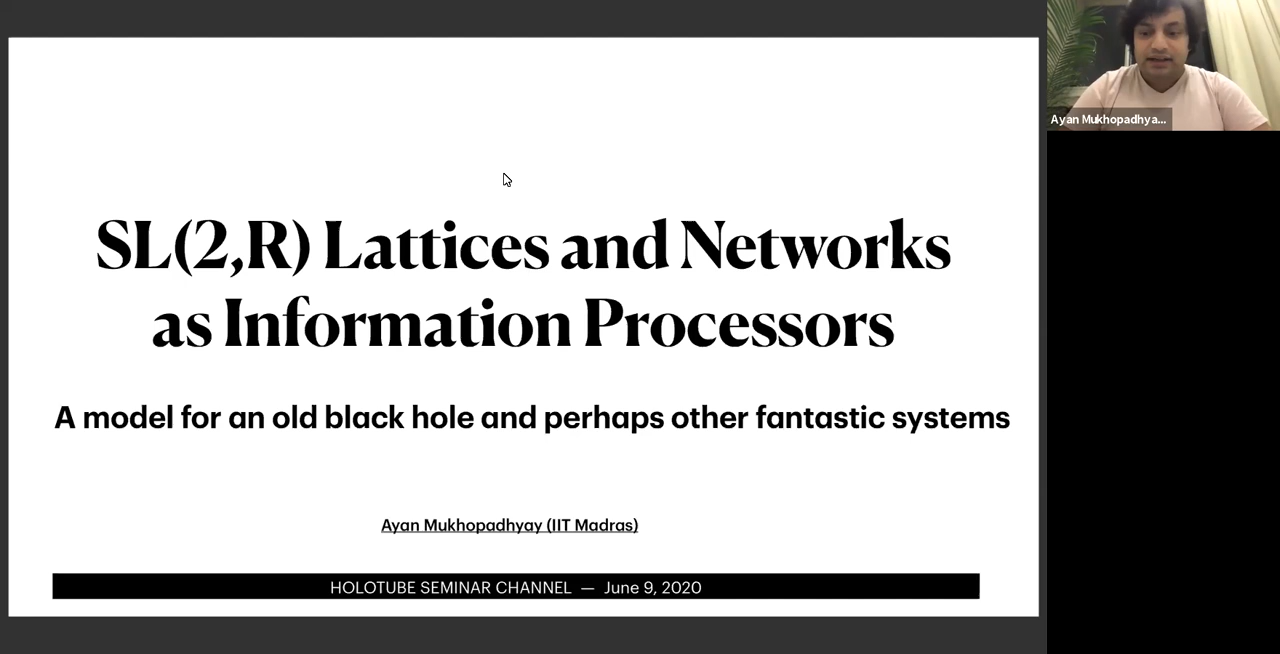 SL(2,R) Lattices and Networks
as Information Processors
A model for an old black hole and perhaps other fantastic systems
Ayan Mukhopadhyay (IIT Madras)
HOLOTUBE SEMINAR CHANNEL — June 9, 2020
Ayan Mukhopadhya...